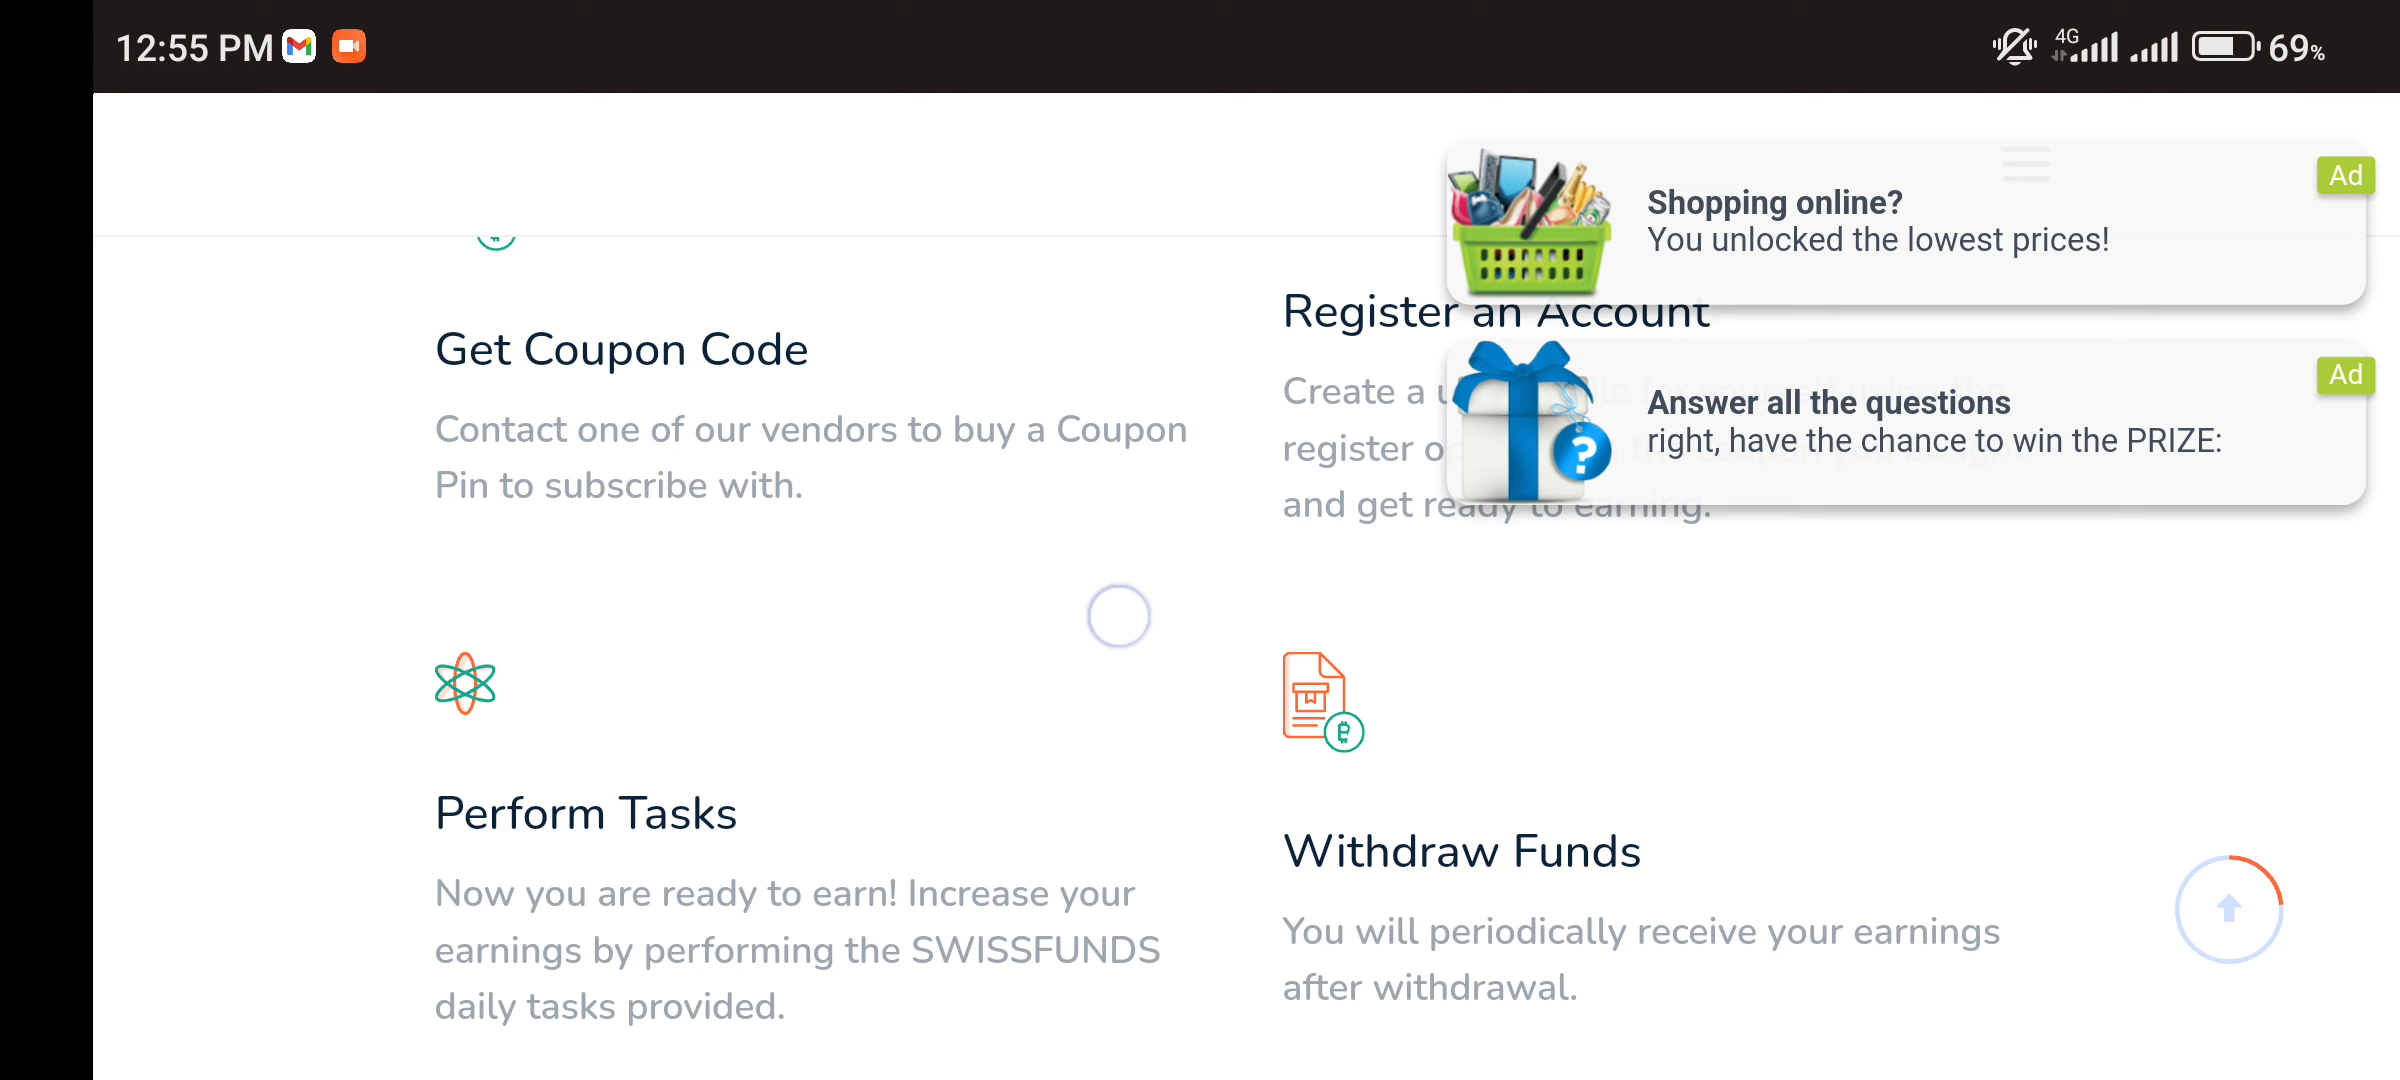 12:55 PM
4G
69%
Shopping online?
You unlocked the lowest prices!
Ad
Get Coupon Code
Contact one of our vendors to buy a Coupon
Pin to subscribe with.
Register an Account
Create a
register
and get ready to earning.
Answer all the questions
right, have the chance to win the PRIZE:
Ad
Perform Tasks
Now you are ready to earn! Increase your
earnings by performing the SWISSFUNDS
daily tasks provided.
Withdraw Funds
You will periodically receive your earnings
after withdrawal.